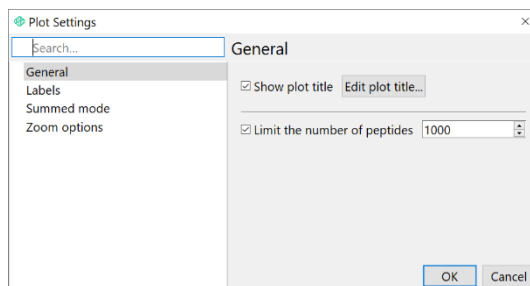 Plot Settings
Search...
General
Labels
Summed mode
Zoom options
General
Show plot title Edit plot title...
Limit the number of peptides 1000
OK Cancel